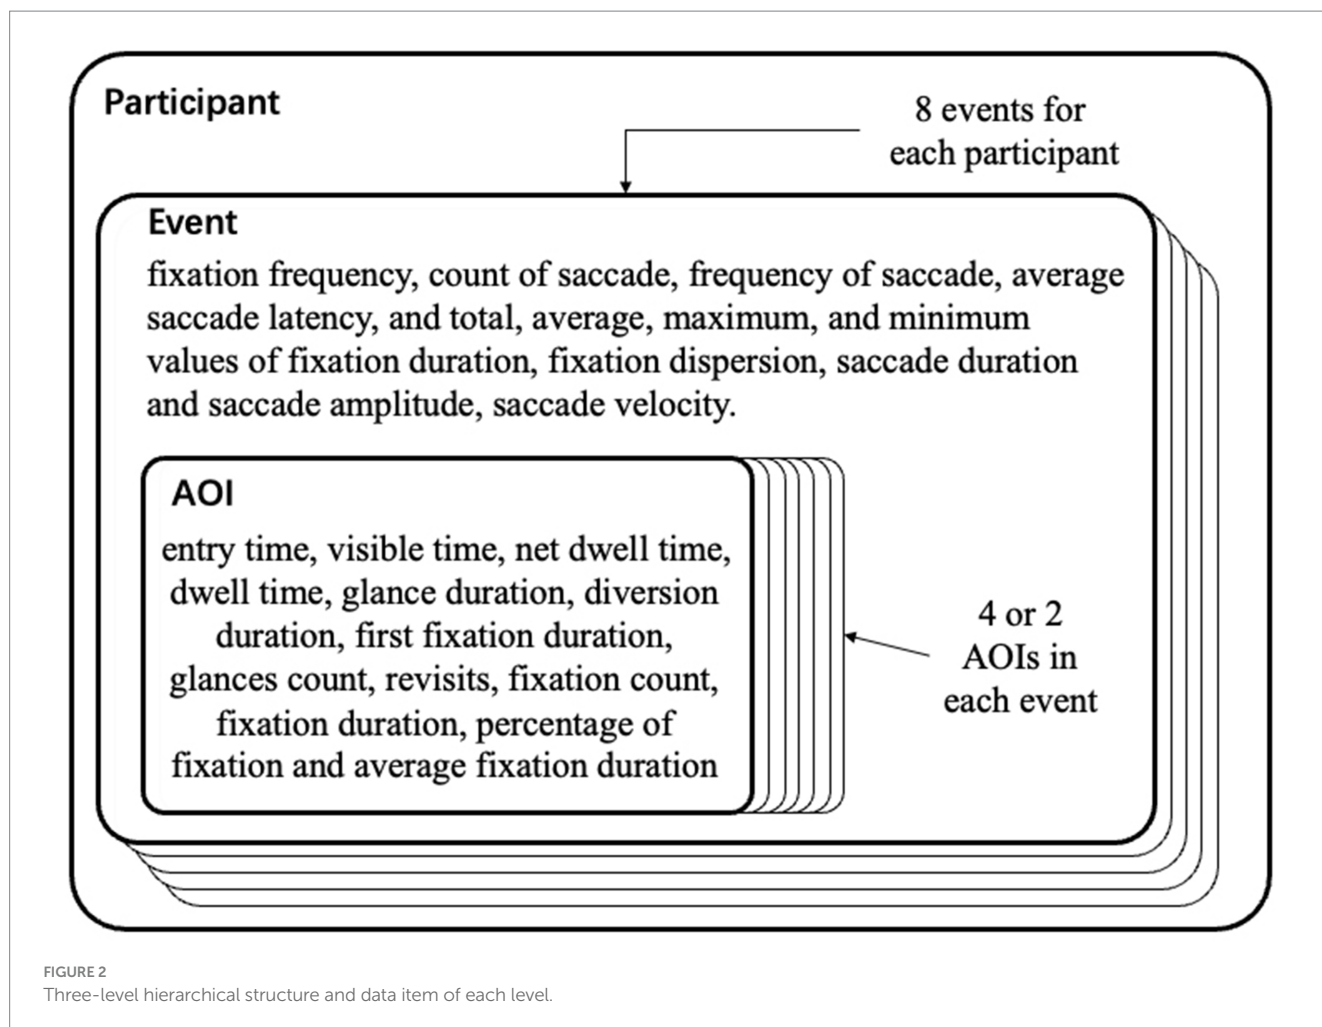 Participant
8 events for
each participant
Event
fixation frequency, count of saccade, frequency of saccade, average
saccade latency, and total, average, maximum, and minimum
values of fixation duration, fixation dispersion, saccade duration
and saccade amplitude, saccade velocity.
AOI
entry time, visible time, net dwell time,
dwell time, glance duration, diversion
duration, first fixation duration,
glances count, revisits, fixation count,
fixation duration, percentage of
fixation and average fixation duration
4 or 2
AOIs in
each event
FIGURE 2
Three-level hierarchical structure and data item of each level.